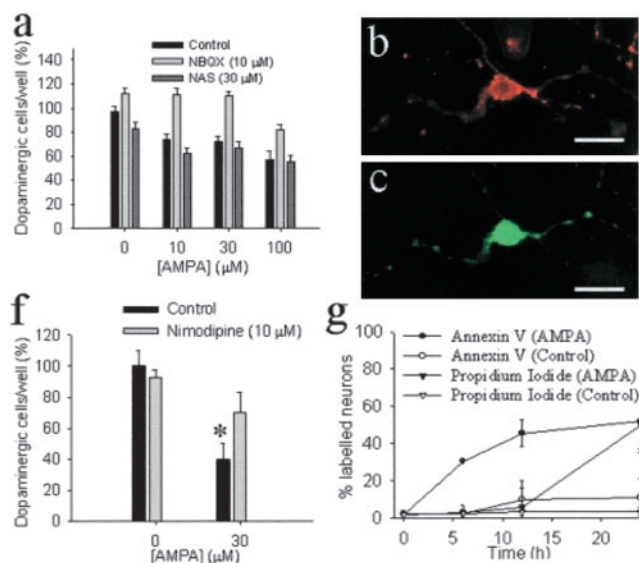 a
Dopaminergic cells/well (%)
140
120
100
80
60
40
20
0
Control
NBQX (10 μM)
NAS (30 μM)
0 10 30 100
[AMPA] (μM)
b
c
f
Dopaminergic cells/well (%)
120
100
80
60
40
20
0
Control
Nimodipine (10 μM)
*
0 30
[AMPA] (μM)
g
% labelled neurons
100
80
60
40
20
0
Annexin V (AMPA)
Annexin V (Control)
Propidium Iodide (AMPA)
Propidium Iodide (Control)
0 5 10 15 20
Time (h)